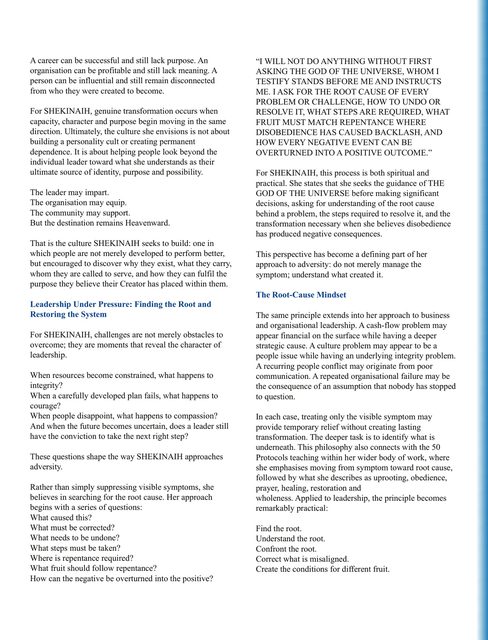 A career can be successful and still lack purpose. An
organisation can be profitable and still lack meaning. A
person can be influential and still remain disconnected
from who they were created to become.
For SHEKINAIH, genuine transformation occurs when
capacity, character and purpose begin moving in the same
direction. Ultimately, the culture she envisions is not about
building a personality cult or creating permanent
dependence. It is about helping people look beyond the
individual leader toward what she understands as their
ultimate source of identity, purpose and possibility.
The leader may impart.
The organisation may equip.
The community may support.
But the destination remains Heavenward.
That is the culture SHEKINAIH seeks to build: one in
which people are not merely developed to perform better,
but encouraged to discover why they exist, what they carry,
whom they are called to serve, and how they can fulfil the
purpose they believe their Creator has placed within them.
Leadership Under Pressure: Finding the Root and
Restoring the System
For SHEKINAIH, challenges are not merely obstacles to
overcome; they are moments that reveal the character of
leadership.
When resources become constrained, what happens to
integrity?
When a carefully developed plan fails, what happens to
courage?
When people disappoint, what happens to compassion?
And when the future becomes uncertain, does a leader still
have the conviction to take the next right step?
These questions shape the way SHEKINAIH approaches
adversity.
Rather than simply suppressing visible symptoms, she
believes in searching for the root cause. Her approach
begins with a series of questions:
What caused this?
What must be corrected?
What needs to be undone?
What steps must be taken?
Where is repentance required?
What fruit should follow repentance?
How can the negative be overturned into the positive?
“I WILL NOT DO ANYTHING WITHOUT FIRST
ASKING THE GOD OF THE UNIVERSE, WHOM I
TESTIFY STANDS BEFORE ME AND INSTRUCTS
ME. I ASK FOR THE ROOT CAUSE OF EVERY
PROBLEM OR CHALLENGE, HOW TO UNDO OR
RESOLVE IT, WHAT STEPS ARE REQUIRED, WHAT
FRUIT MUST MATCH REPENTANCE WHERE
DISOBEDIENCE HAS CAUSED BACKLASH, AND
HOW EVERY NEGATIVE EVENT CAN BE
OVERTURNED INTO A POSITIVE OUTCOME.”
For SHEKINAIH, this process is both spiritual and
practical. She states that she seeks the guidance of THE
GOD OF THE UNIVERSE before making significant
decisions, asking for understanding of the root cause
behind a problem, the steps required to resolve it, and the
transformation necessary when she believes disobedience
has produced negative consequences.
This perspective has become a defining part of her
approach to adversity: do not merely manage the
symptom; understand what created it.
The Root-Cause Mindset
The same principle extends into her approach to business
and organisational leadership. A cash-flow problem may
appear financial on the surface while having a deeper
strategic cause. A culture problem may appear to be a
people issue while having an underlying integrity problem.
A recurring people conflict may originate from poor
communication. A repeated organisational failure may be
the consequence of an assumption that nobody has stopped
to question.
In each case, treating only the visible symptom may
provide temporary relief without creating lasting
transformation. The deeper task is to identify what is
underneath. This philosophy also connects with the 50
Protocols teaching within her wider body of work, where
she emphasises moving from symptom toward root cause,
followed by what she describes as uprooting, obedience,
prayer, healing, restoration and
wholeness. Applied to leadership, the principle becomes
remarkably practical:
Find the root.
Understand the root.
Confront the root.
Correct what is misaligned.
Create the conditions for different fruit.